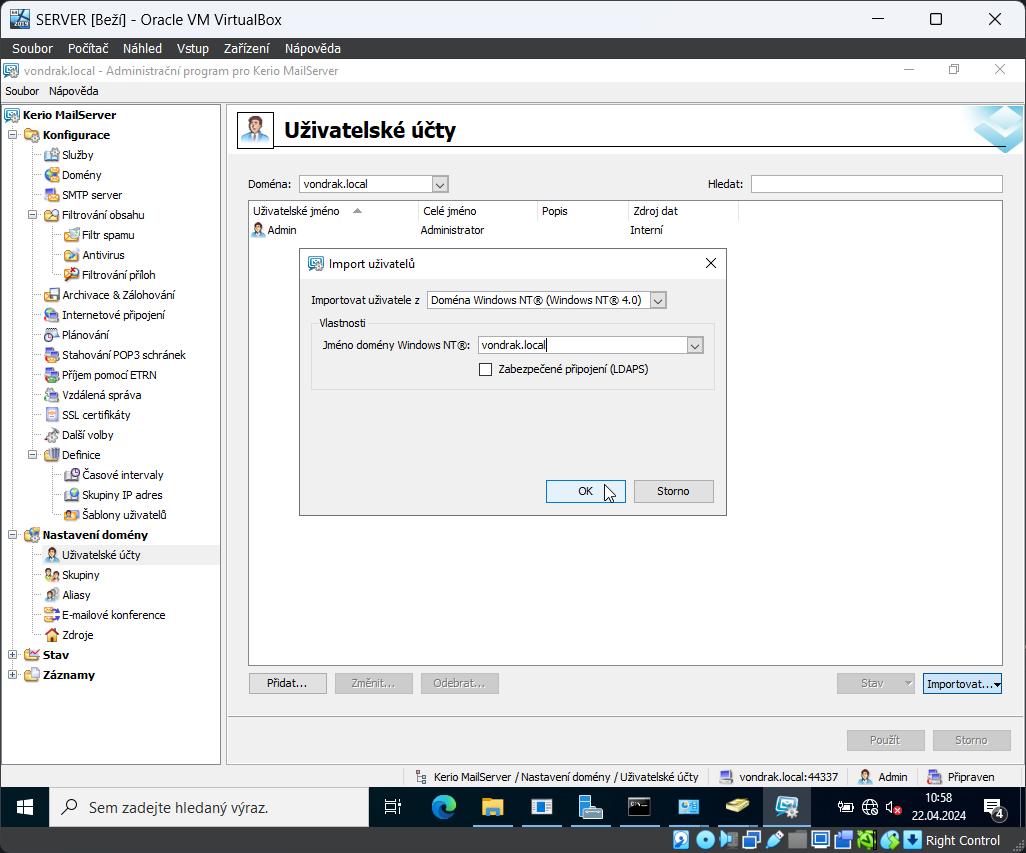 SERVER [Beží] - Oracle VM VirtualBox
Soubor Počítač Náhled Vstup Zařízení Nápověda
vondrak.local - Administrační program pro Kerio MailServer
Soubor Nápověda
Kerio MailServer
Konfigurace
Služby
Domény
SMTP server
Filtrování obsahu
Filtr spamu
Antivirus
Filtrování příloh
Archivace & Zálohování
Internetové připojení
Plánování
Stahování POP3 schránek
Příjem pomocí ETRN
Vzdálená správa
SSL certifikáty
Další volby
Definice
Časové intervaly
Skupiny IP adres
Šablony uživatelů
Nastavení domény
Uživatelské účty
Skupiny
Aliasy
E-mailové konference
Zdroje
Stav
Záznamy
Uživatelské účty
Doména: vondrak.local Hledat:
Uživatelské jméno Celé jméno Popis Zdroj dat
Admin Administrator Interní
Import uživatelů
Importovat uživatele z Doména Windows NT® (Windows NT® 4.0)
Vlastnosti
Jméno domény Windows NT®: vondrak.local
Zabezpečené připojení (LDAPS)
OK Storno
Přidat... Změnit... Odebrat... Stav Importovat...
Použít Storno
Kerio MailServer / Nastavení domény / Uživatelské účty vondrak.local:44337 Admin Připraven
Sem zadejte hledaný výraz.
10:58
22.04.2024
4
Right Control